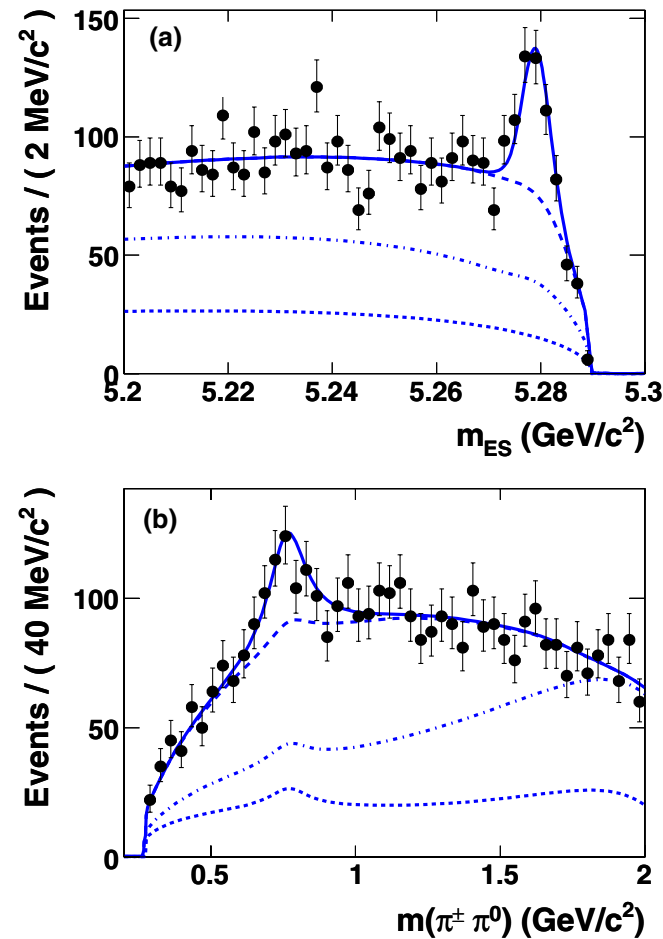 (a)
Events / ( 2 MeV/c²)
150
100
50
0
5.2 5.22 5.24 5.26 5.28 5.3
m_ES (GeV/c²)
(b)
Events / ( 40 MeV/c²)
100
50
0
0.5 1 1.5 2
m(π± π⁰) (GeV/c²)